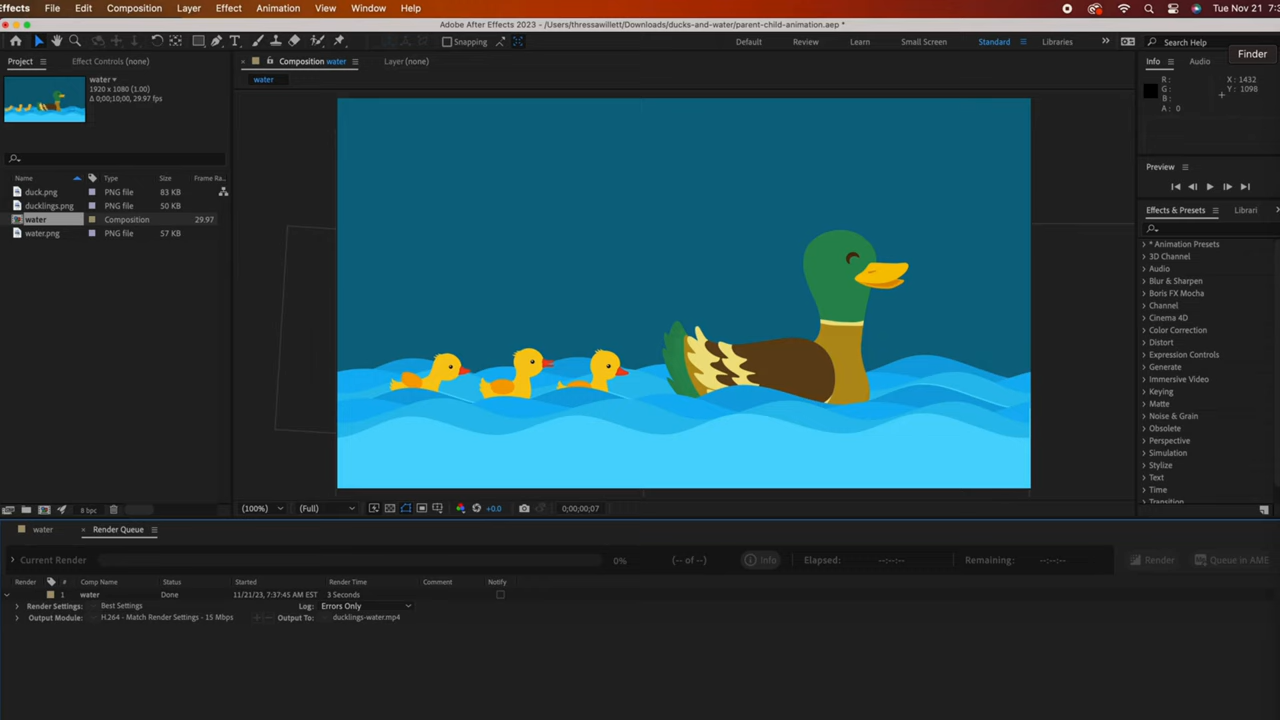 Effects File Edit Composition Layer Effect Animation View Window Help Tue Nov 21
Adobe After Effects 2023 - /Users/thressawillett/Downloads/ducks-and-water/parent-child-animation.aep *
Snapping Default Review Learn Small Screen Standard Libraries » Search Help
Finder
Project Effect Controls (none) Composition water Layer (none) Info Audio
water
1920 x 1080 (1.00)
Δ 0;00;10;00, 29.97 fps
water
R :
G :
B :
A : 0
X : 1432
Y : 1098
Preview
Name Type Size Frame Ra..
duck.png PNG file 83 KB
ducklings.png PNG file 50 KB
water Composition 29.97
water.png PNG file 57 KB
Effects & Presets Librari
* Animation Presets
3D Channel
Audio
Blur & Sharpen
Boris FX Mocha
Channel
Cinema 4D
Color Correction
Distort
Expression Controls
Generate
Immersive Video
Keying
Matte
Noise & Grain
Obsolete
Perspective
Simulation
Stylize
Text
Time
Transition
8 bpc (100%) (Full) +0.0 0;00;00;07
water Render Queue
Current Render 0% (-- of --) Info Elapsed: --:--:-- Remaining: --:--:-- Render Queue in AME
Render # Comp Name Status Started Render Time Comment Notify
1 water Done 11/21/23, 7:37:45 AM EST 3 Seconds
Render Settings: Best Settings Log: Errors Only
Output Module: H.264 - Match Render Settings - 15 Mbps Output To: ducklings-water.mp4